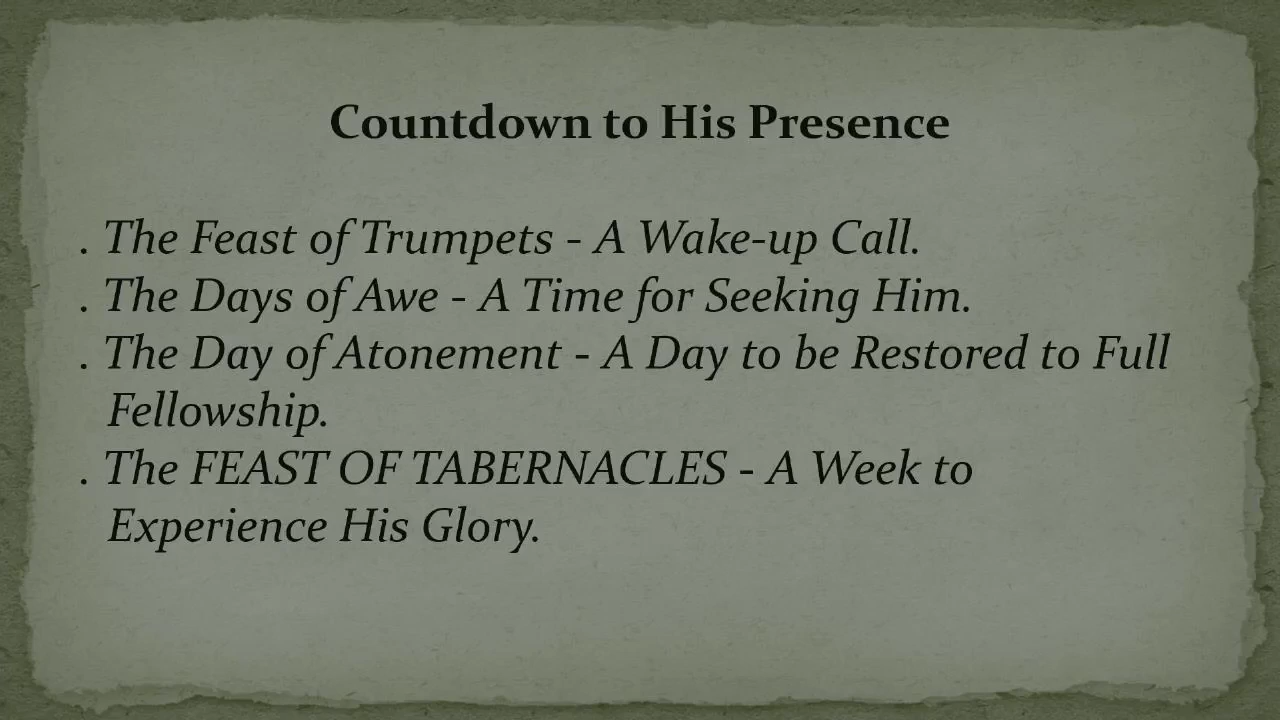 Countdown to His Presence
. The Feast of Trumpets - A Wake-up Call.
. The Days of Awe - A Time for Seeking Him.
. The Day of Atonement - A Day to be Restored to Full
Fellowship.
. The FEAST OF TABERNACLES - A Week to
Experience His Glory.